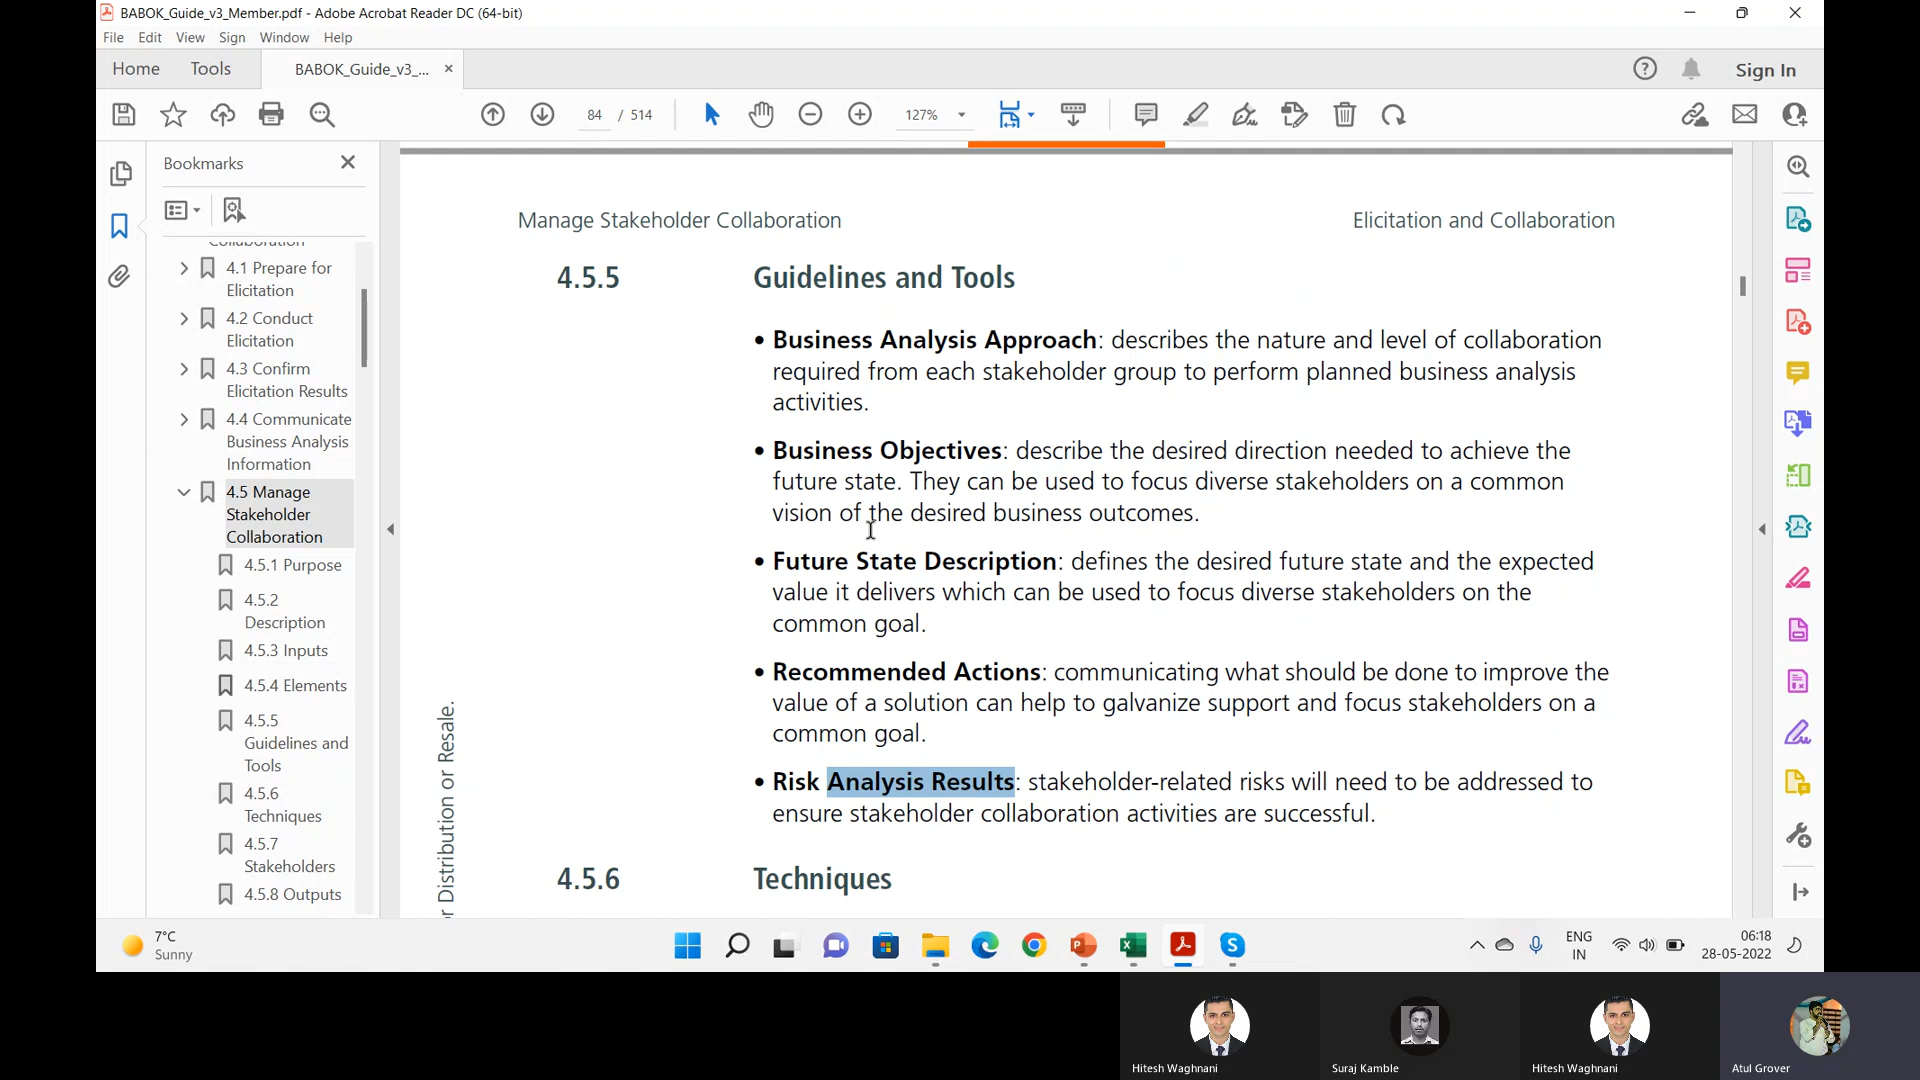 BABOK_Guide_v3_Member.pdf - Adobe Acrobat Reader DC (64-bit)
File Edit View Sign Window Help
Home Tools BABOK_Guide_v3_... × Sign In
84 / 514 127%
Bookmarks
Collaboration
4.1 Prepare for
Elicitation
4.2 Conduct
Elicitation
4.3 Confirm
Elicitation Results
4.4 Communicate
Business Analysis
Information
4.5 Manage
Stakeholder
Collaboration
4.5.1 Purpose
4.5.2
Description
4.5.3 Inputs
4.5.4 Elements
4.5.5
Guidelines and
Tools
4.5.6
Techniques
4.5.7
Stakeholders
4.5.8 Outputs
Manage Stakeholder Collaboration Elicitation and Collaboration
4.5.5 Guidelines and Tools
• Business Analysis Approach: describes the nature and level of collaboration
required from each stakeholder group to perform planned business analysis
activities.
• Business Objectives: describe the desired direction needed to achieve the
future state. They can be used to focus diverse stakeholders on a common
vision of the desired business outcomes.
• Future State Description: defines the desired future state and the expected
value it delivers which can be used to focus diverse stakeholders on the
common goal.
• Recommended Actions: communicating what should be done to improve the
value of a solution can help to galvanize support and focus stakeholders on a
common goal.
• Risk Analysis Results: stakeholder-related risks will need to be addressed to
ensure stakeholder collaboration activities are successful.
4.5.6 Techniques
r Distribution or Resale.
7°C
Sunny
ENG
IN
06:18
28-05-2022
Hitesh Waghnani Suraj Kamble Hitesh Waghnani Atul Grover